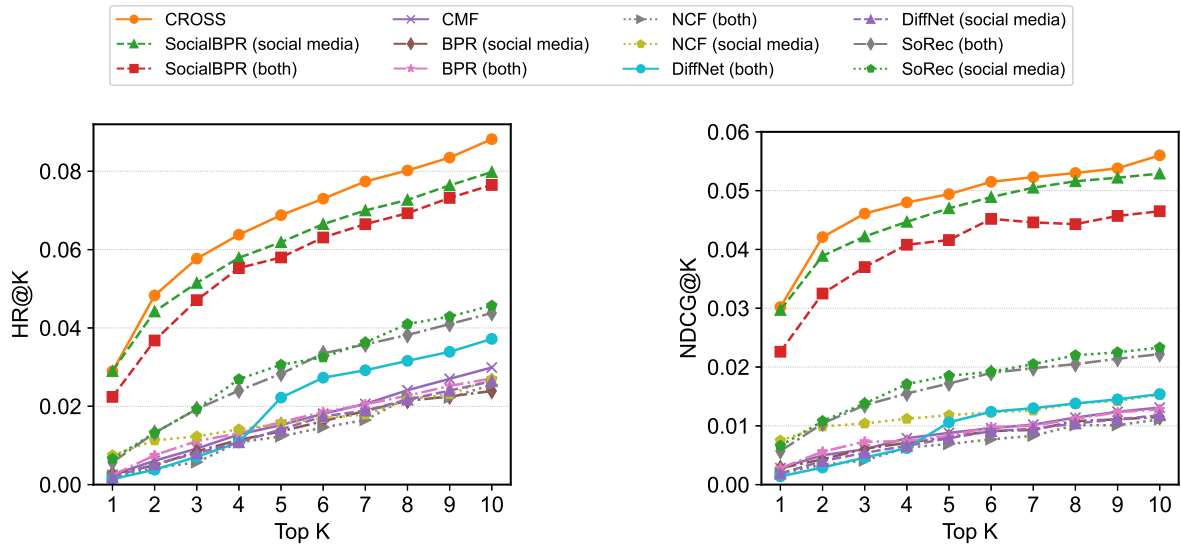 CROSS CMF NCF (both) DiffNet (social media)
SocialBPR (social media) BPR (social media) NCF (social media) SoRec (both)
SocialBPR (both) BPR (both) DiffNet (both) SoRec (social media)
HR@K
0.08
0.06
0.04
0.02
0.00
1 2 3 4 5 6 7 8 9 10
Top K
NDCG@K
0.06
0.05
0.04
0.03
0.02
0.01
0.00
1 2 3 4 5 6 7 8 9 10
Top K